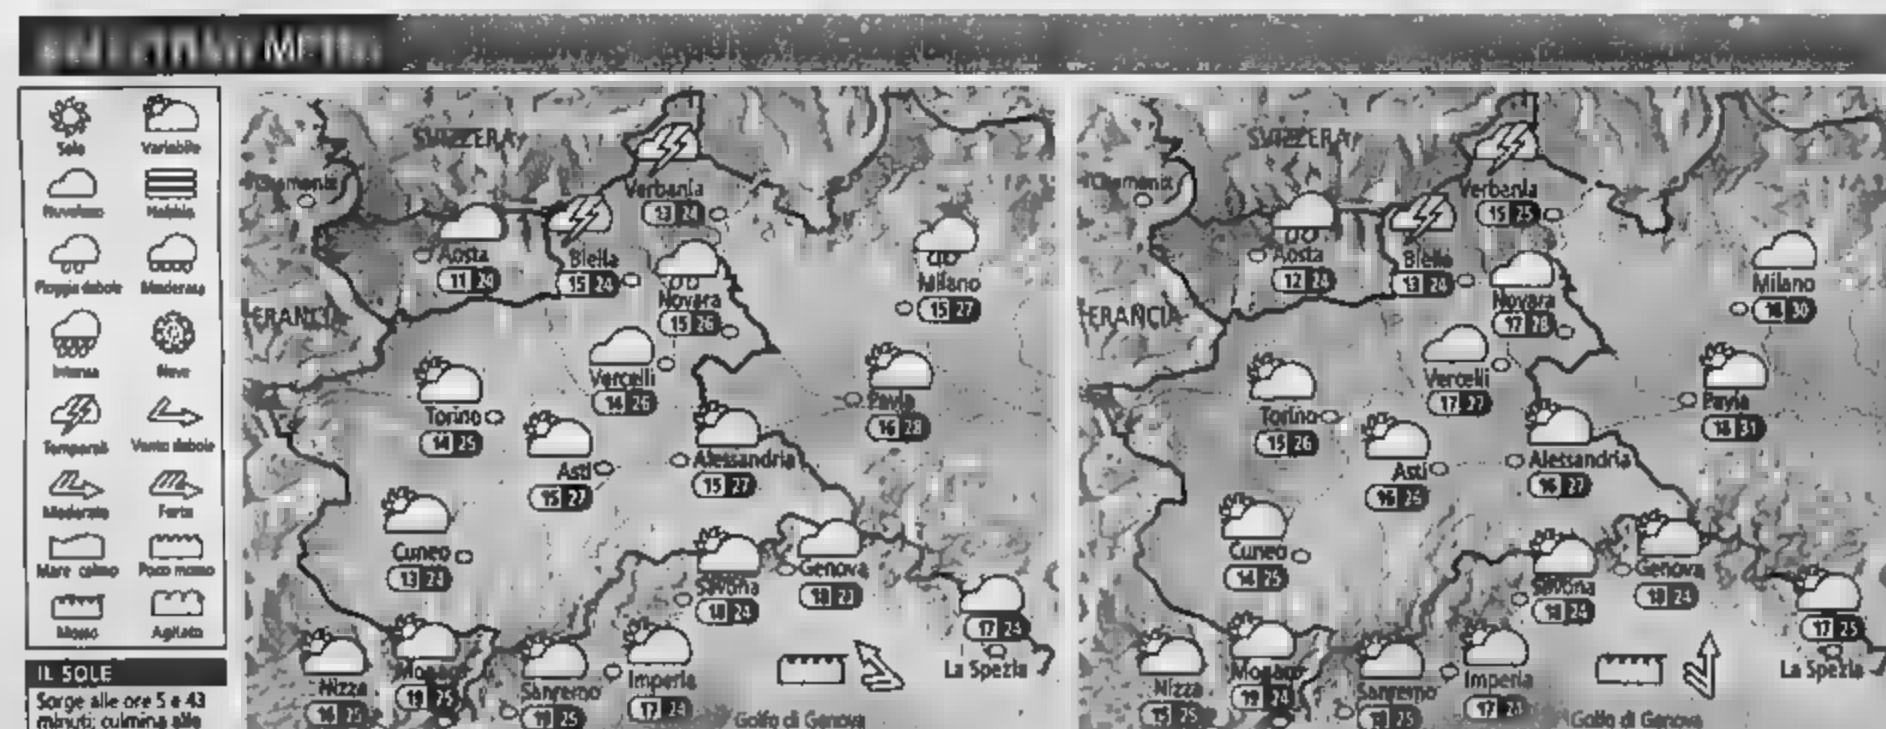 Sole
Variabile
Nuvoloso
Nebbia
Pioggia debole
Moderata
Intensa
Neve
Temporali
Vento debole
Moderato
Forte
Mare calmo
Poco mosso
Mosso
Agitato
IL SOLE
Sorge alle ore 5 e 43
minuti; culmina alle
SVIZZERA
Chamonix
Verbania
13 24
Aosta
11 24
Biella
15 24
Novara
15 26
Milano
15 27
FRANCIA
Vercelli
14 26
Torino
14 25
Pavia
16 28
Asti
15 27
Alessandria
15 27
Cuneo
13 24
Savona
18 24
Genova
18 23
17 24
La Spezia
Nizza
16 25
Monaco
19 25
Sanremo
19 25
Imperia
17 24
Golfo di Genova
SVIZZERA
Chamonix
Verbania
15 25
Aosta
12 24
Biella
13 24
Novara
17 28
Milano
18 30
FRANCIA
Vercelli
17 27
Torino
15 26
Pavia
18 31
Asti
16 26
Alessandria
16 27
Cuneo
14 25
Savona
18 24
Genova
18 24
17 25
La Spezia
Nizza
15 25
Monaco
19 24
Sanremo
18 25
Imperia
17 24
Golfo di Genova